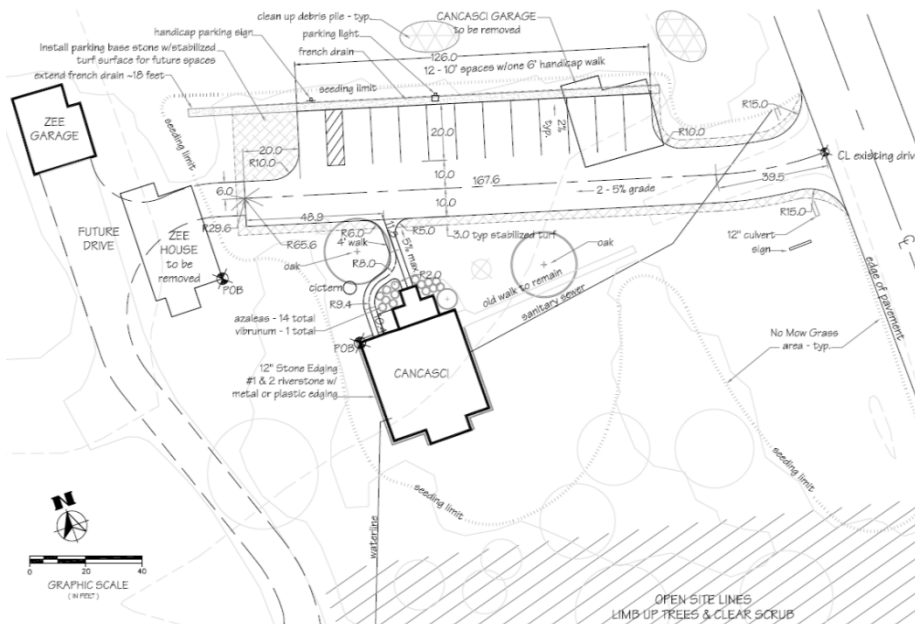 clean up debris pile - typ.
CANCASCI GARAGE
to be removed
handicap parking sign
parking light
french drain
Install parking base stone w/stabilized
turf surface for future spaces
extend french drain ~18 feet
126.0
12 - 10' spaces w/one 6' handicap walk
seeding limit
ZEE
GARAGE
seeding limit
R15.0
20.0
2%
typ.
R10.0
20.0
R10.0
CL existing driv
10.0
167.6
2 - 5% grade
39.5
6.0
10.0
FUTURE
DRIVE
ZEE
HOUSE
to be
removed
R29.6
R65.6
48.9
R6.0
4' walk
R5.0
5% max.
3.0 typ stabilized turf
R15.0
12" culvert
sign
oak
R8.0
oak
POB
cictern
R2.0
R9.4
old walk to remain
sanitary sewer
edge of pavement
azaleas - 14 total
vibrunum - 1 total
POB
No Mow Grass
area - typ.
12" Stone Edging
#1 & 2 riverstone w/
metal or plastic edging
CANCASCI
seeding limit
seeding limit
waterline
N
0 20 40
GRAPHIC SCALE
( IN FEET )
OPEN SITE LINES
LIMB UP TREES & CLEAR SCRUB